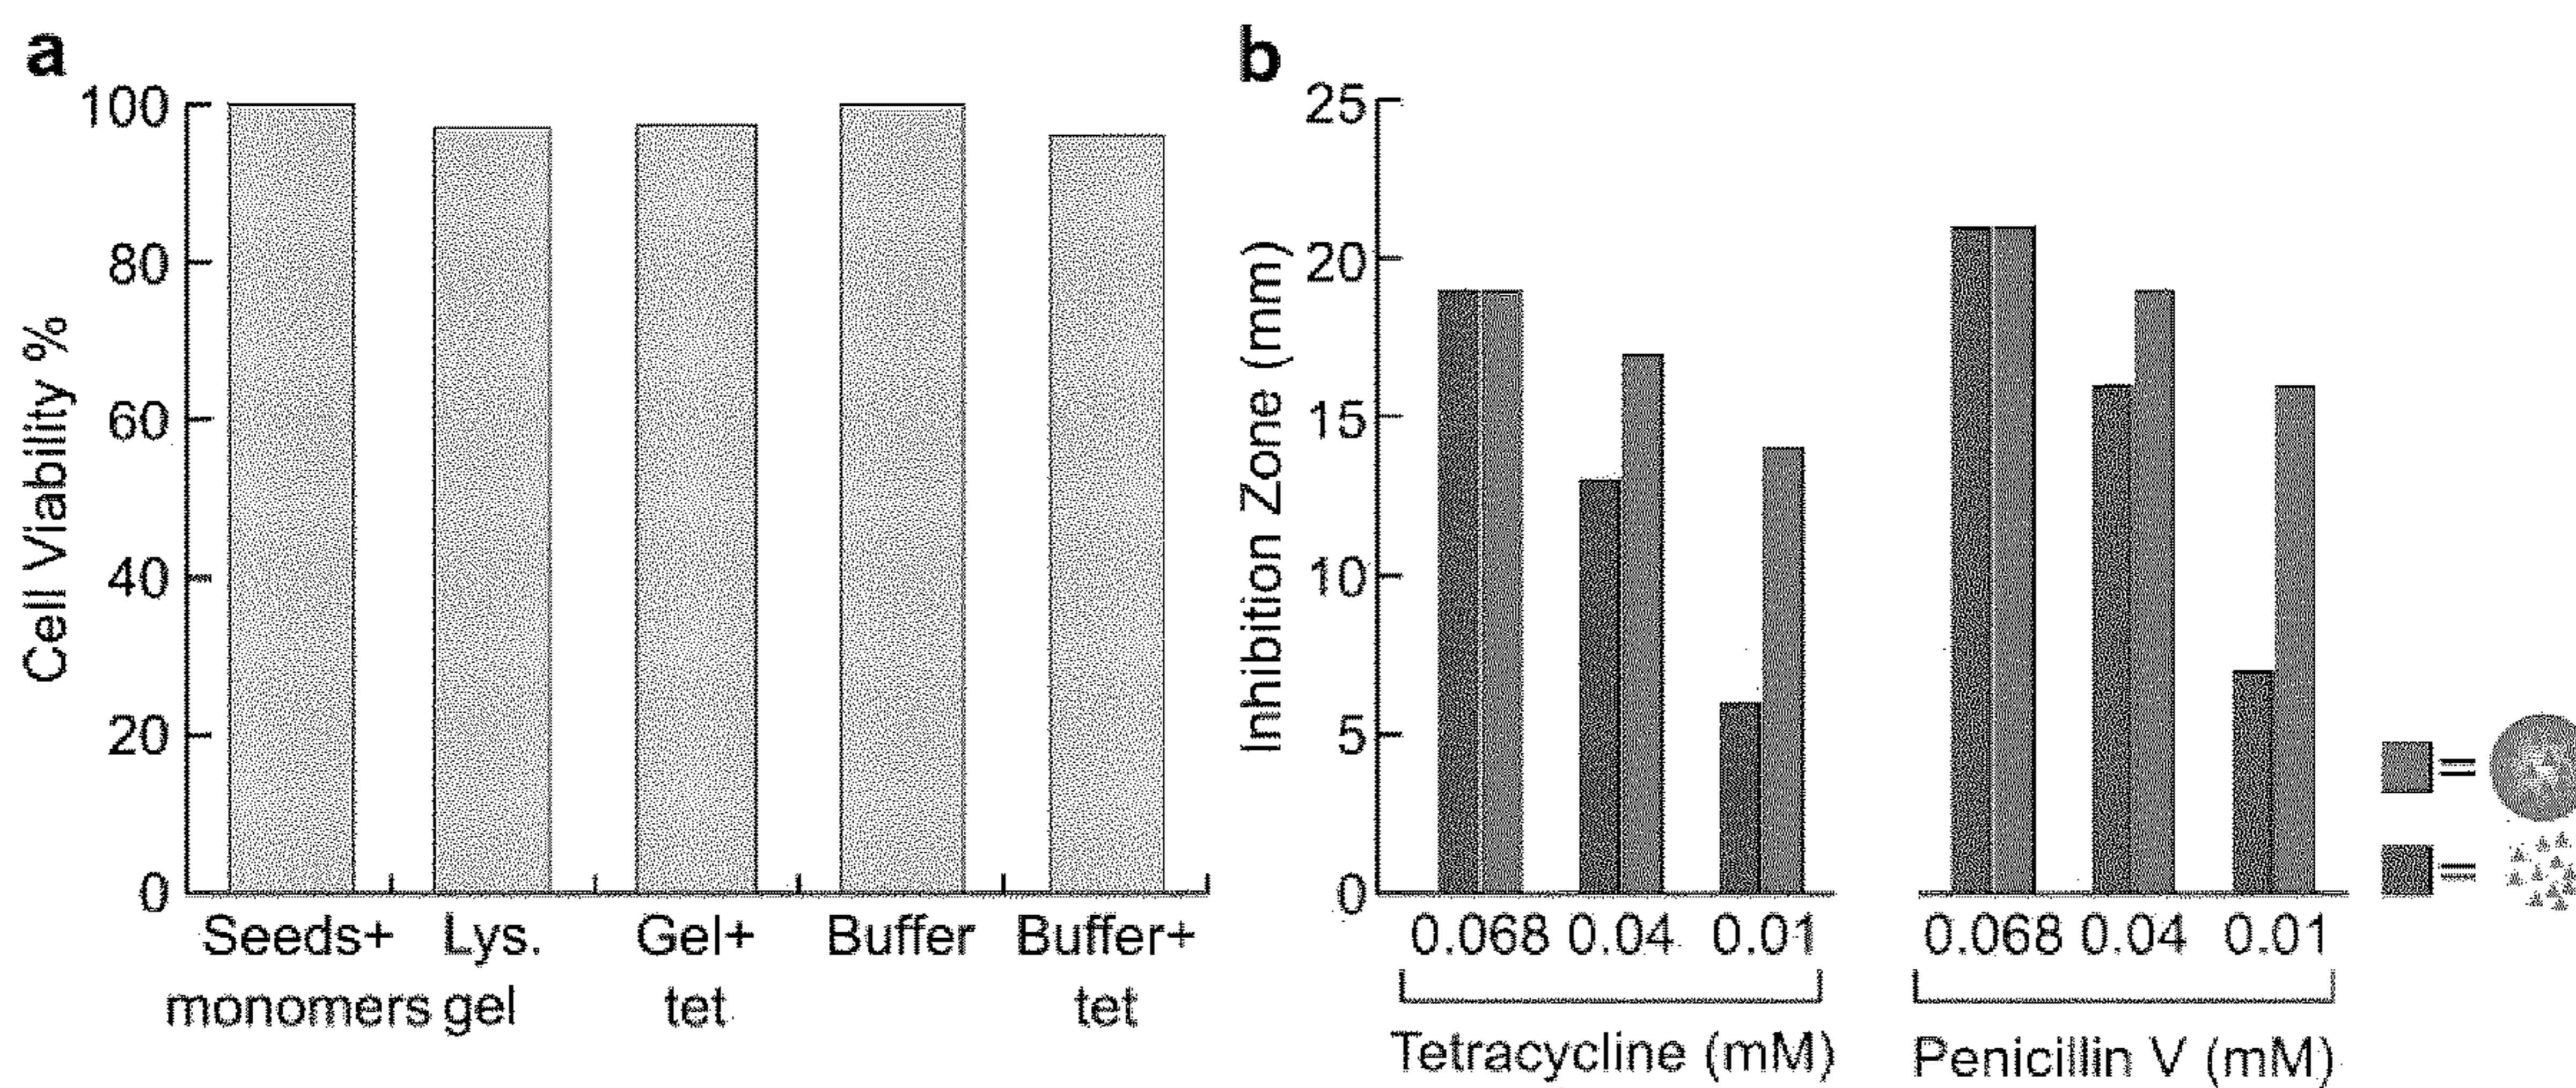 a
100
80
60
40
20
0
Cell Viability %
Seeds+ Lys. Gel+ Buffer Buffer+
monomers gel tet tet
b
25
20
15
10
5
0
Inhibition Zone (mm)
0.068 0.04 0.01 0.068 0.04 0.01
Tetracycline (mM) Penicillin V (mM)
=
=